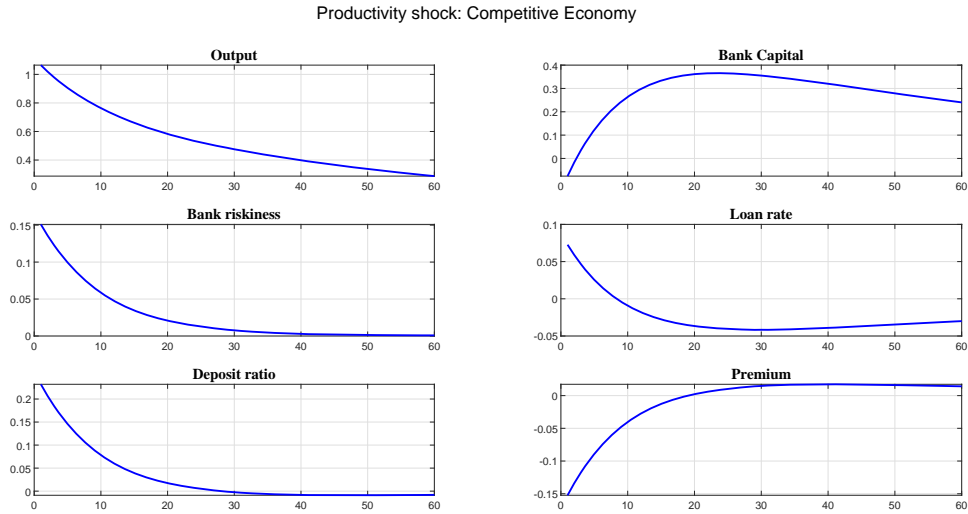 Productivity shock: Competitive Economy
Output
1
0.8
0.6
0.4
0 10 20 30 40 50 60
Bank Capital
0.4
0.3
0.2
0.1
0
0 10 20 30 40 50 60
Bank riskiness
0.15
0.1
0.05
0
0 10 20 30 40 50 60
Loan rate
0.1
0.05
0
-0.05
0 10 20 30 40 50 60
Deposit ratio
0.2
0.15
0.1
0.05
0
0 10 20 30 40 50 60
Premium
0
-0.05
-0.1
-0.15
0 10 20 30 40 50 60